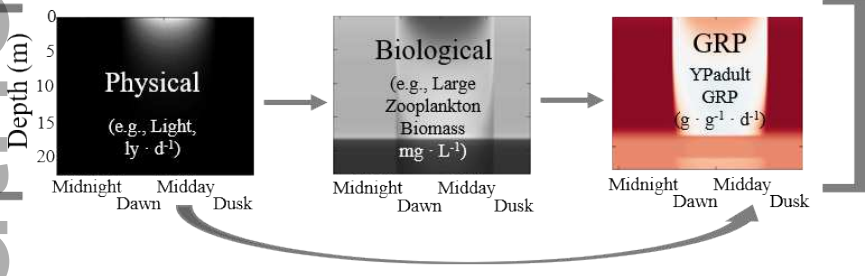 Depth (m)
0
5
10
15
20
Physical
(e.g., Light,
ly · d-1)
Midnight
Dawn
Midday
Dusk
Biological
(e.g., Large
Zooplankton
Biomass
mg · L-1)
Midnight
Dawn
Midday
Dusk
GRP
YPadult
GRP
(g · g-1 · d-1)
Midnight
Dawn
Midday
Dusk